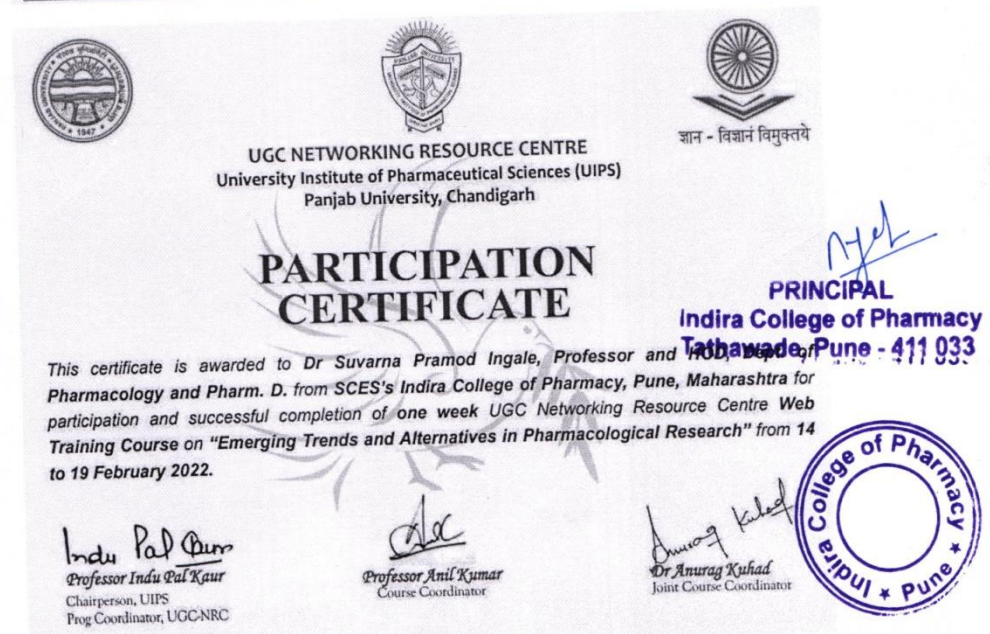 1947
PANJAB UNIVERSITY
ज्ञान - विज्ञानं विमुक्तये
UGC NETWORKING RESOURCE CENTRE
University Institute of Pharmaceutical Sciences (UIPS)
Panjab University, Chandigarh
PARTICIPATION
CERTIFICATE
PRINCIPAL
Indira College of Pharmacy
Tathawade, Pune - 411 033
This certificate is awarded to Dr Suvarna Pramod Ingale, Professor and HOD, Dept. of
Pharmacology and Pharm. D. from SCES's Indira College of Pharmacy, Pune, Maharashtra for
participation and successful completion of one week UGC Networking Resource Centre Web
Training Course on "Emerging Trends and Alternatives in Pharmacological Research" from 14
to 19 February 2022.
Indu Pal Kaur
Professor Indu Pal Kaur
Chairperson, UIPS
Prog Coordinator, UGC-NRC
Professor Anil Kumar
Course Coordinator
Anurag Kuhad
Dr Anurag Kuhad
Joint Course Coordinator
Indira College of Pharmacy
★ Pune ★